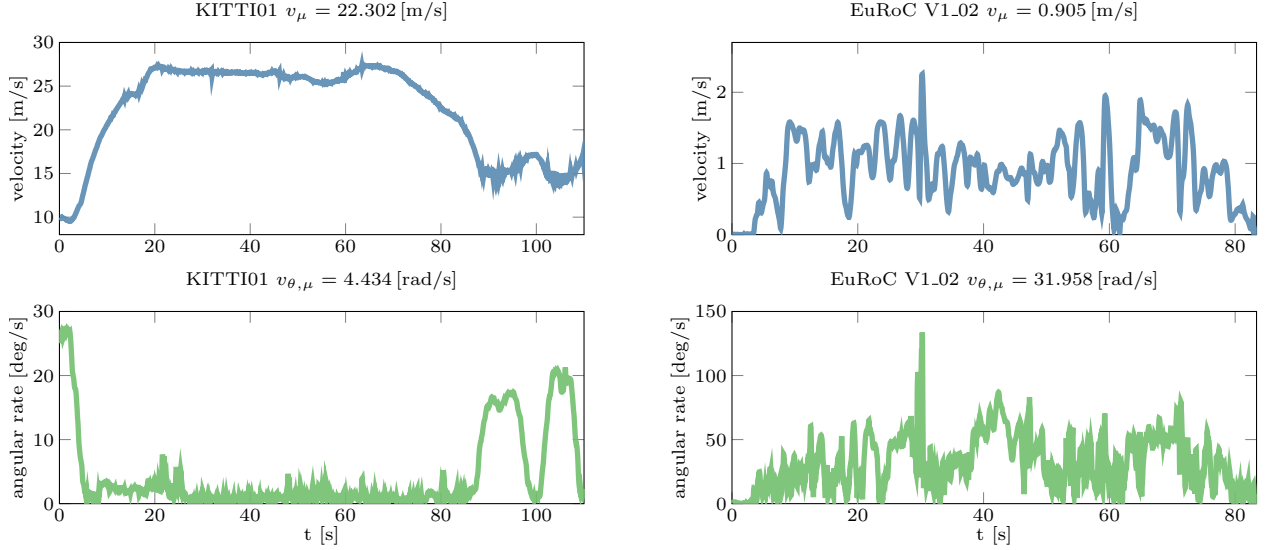 KITTI01 v_μ = 22.302 [m/s]
EuRoC V1_02 v_μ = 0.905 [m/s]
30
25
20
15
10
velocity [m/s]
0 20 40 60 80 100
2
1
0
velocity [m/s]
0 20 40 60 80
KITTI01 v_θ,μ = 4.434 [rad/s]
EuRoC V1_02 v_θ,μ = 31.958 [rad/s]
30
20
10
0
angular rate [deg/s]
0 20 40 60 80 100
t [s]
150
100
50
0
angular rate [deg/s]
0 20 40 60 80
t [s]